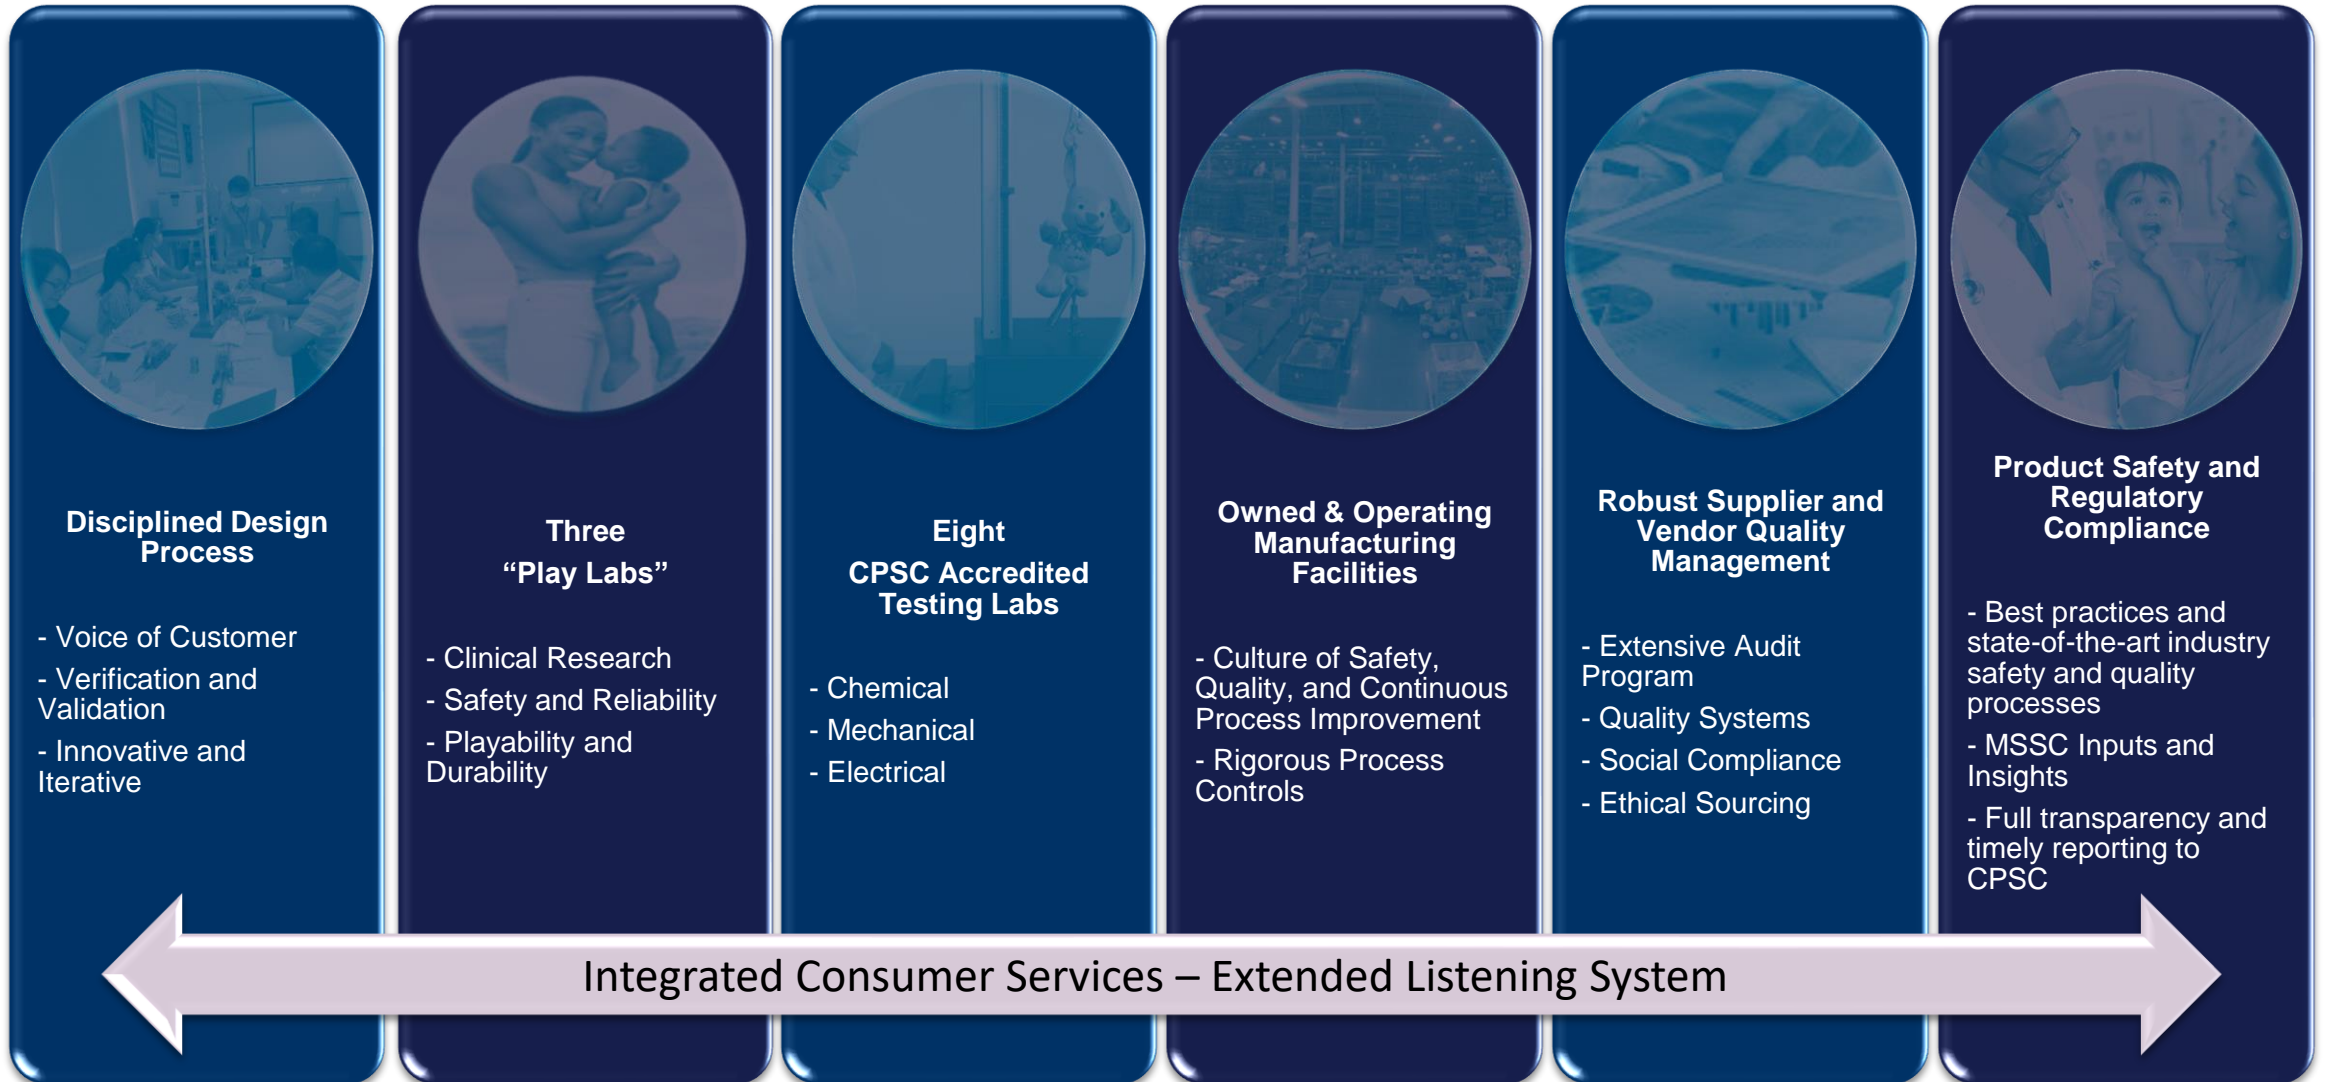 Disciplined Design
Process
- Voice of Customer
- Verification and
Validation
- Innovative and
Iterative
Three
“Play Labs”
- Clinical Research
- Safety and Reliability
- Playability and
Durability
Eight
CPSC Accredited
Testing Labs
- Chemical
- Mechanical
- Electrical
Owned & Operating
Manufacturing
Facilities
- Culture of Safety,
Quality, and Continuous
Process Improvement
- Rigorous Process
Controls
Robust Supplier and
Vendor Quality
Management
- Extensive Audit
Program
- Quality Systems
- Social Compliance
- Ethical Sourcing
Product Safety and
Regulatory
Compliance
- Best practices and
state-of-the-art industry
safety and quality
processes
- MSSC Inputs and
Insights
- Full transparency and
timely reporting to
CPSC
Integrated Consumer Services – Extended Listening System